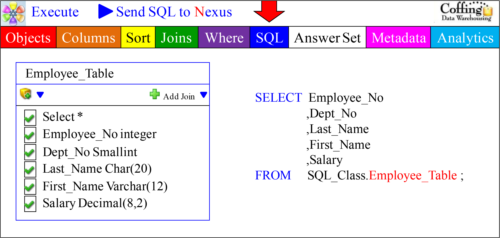 Execute Send SQL to Nexus
Coffing
Data Warehousing
Objects Columns Sort Joins Where SQL Answer Set Metadata Analytics
Employee_Table
Add Join
Select *
Employee_No integer
Dept_No Smallint
Last_Name Char(20)
First_Name Varchar(12)
Salary Decimal(8,2)
SELECT Employee_No
,Dept_No
,Last_Name
,First_Name
,Salary
FROM SQL_Class.Employee_Table ;